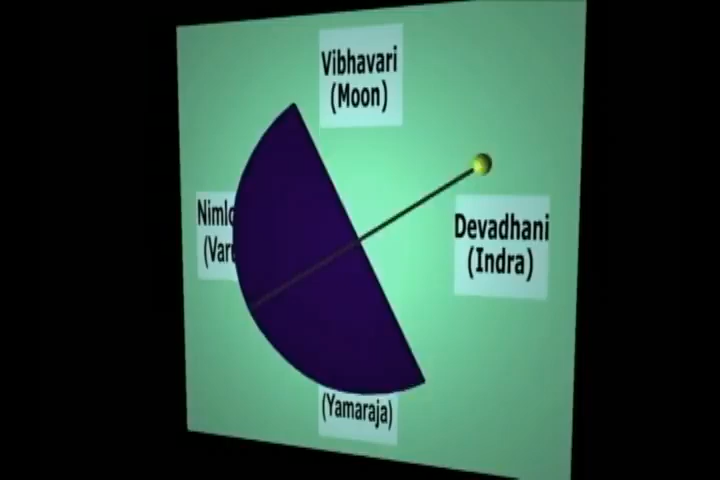 Vibhavari
(Moon)
Devadhani
(Indra)
(Yamaraja)